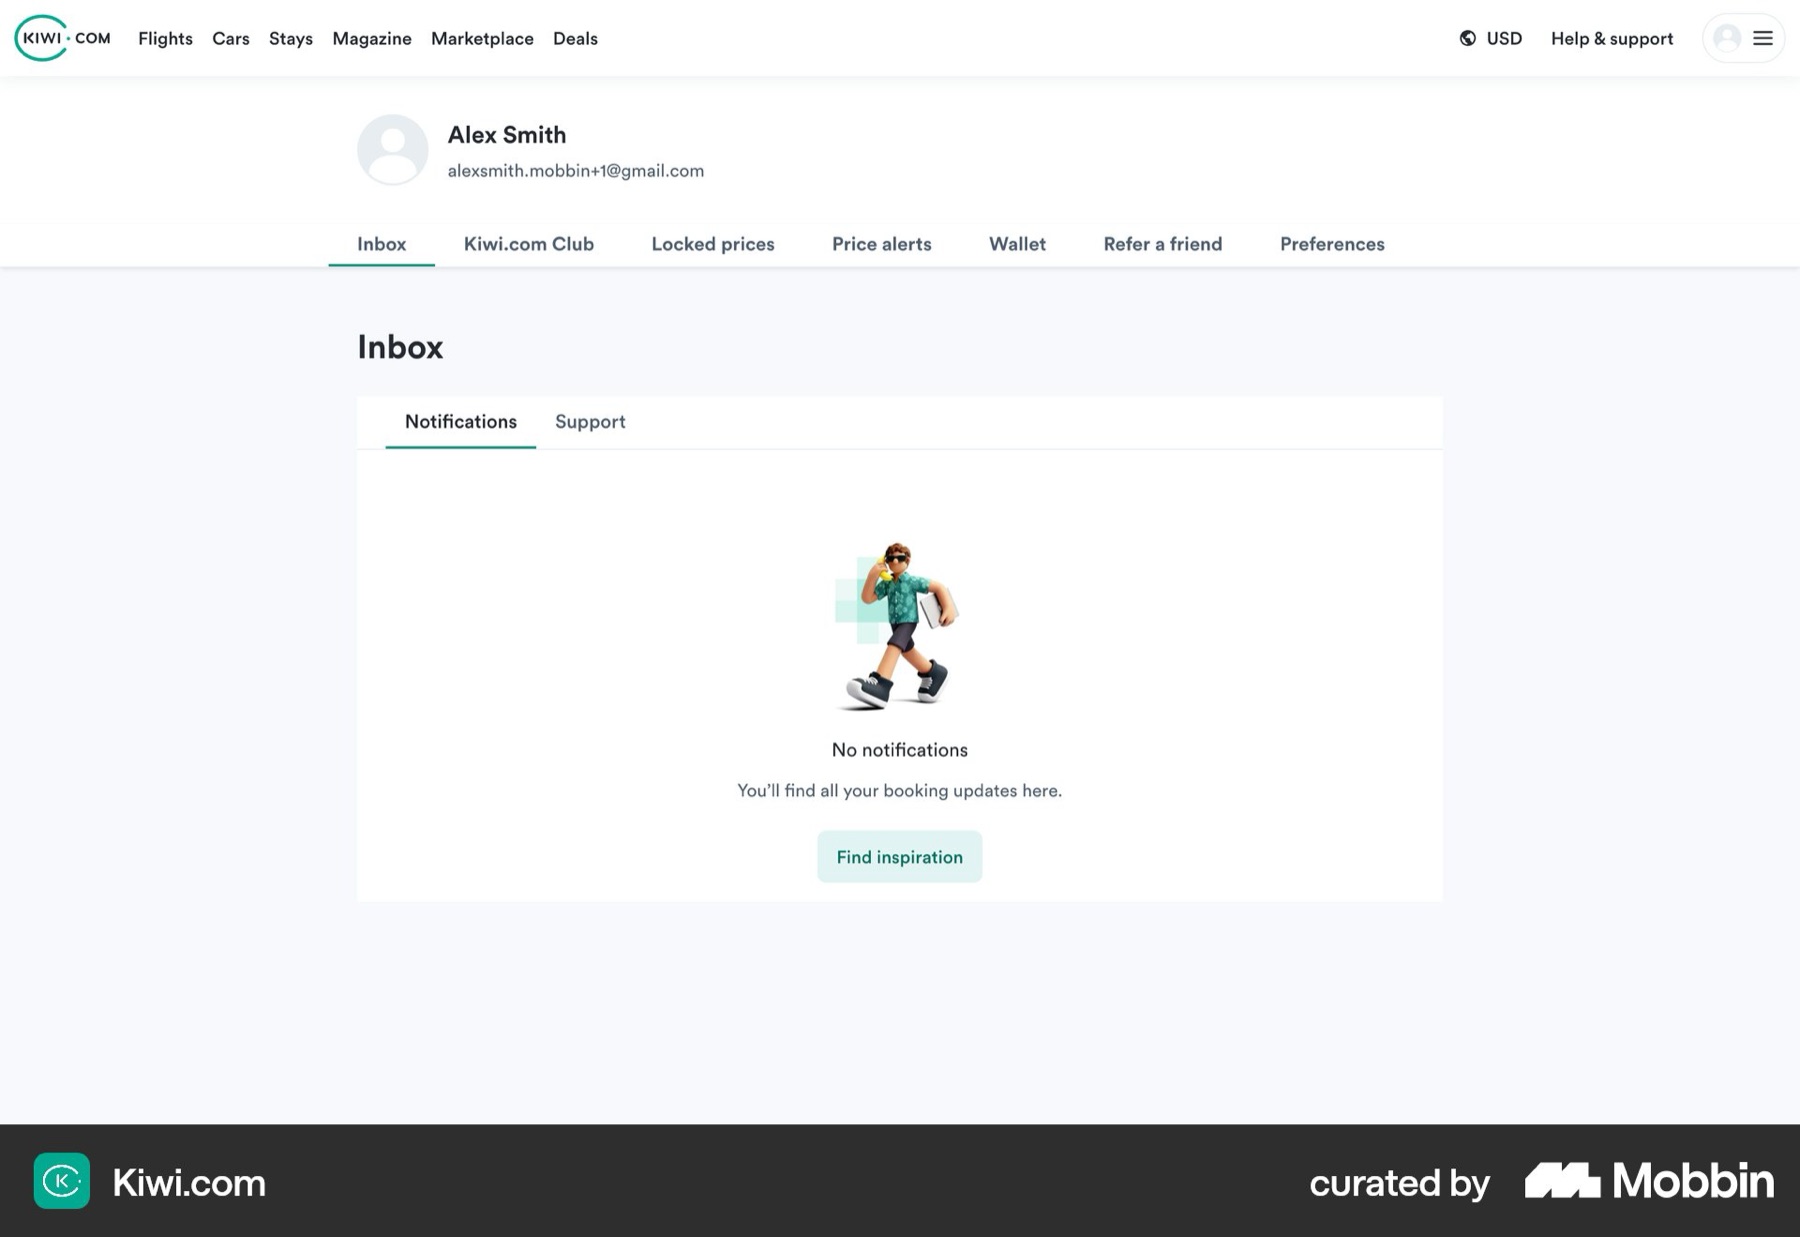 KIWI·COM Flights Cars Stays Magazine Marketplace Deals USD Help & support
Alex Smith
alexsmith.mobbin+1@gmail.com
Inbox Kiwi.com Club Locked prices Price alerts Wallet Refer a friend Preferences
Inbox
Notifications Support
No notifications
You’ll find all your booking updates here.
Find inspiration
K Kiwi.com curated by Mobbin